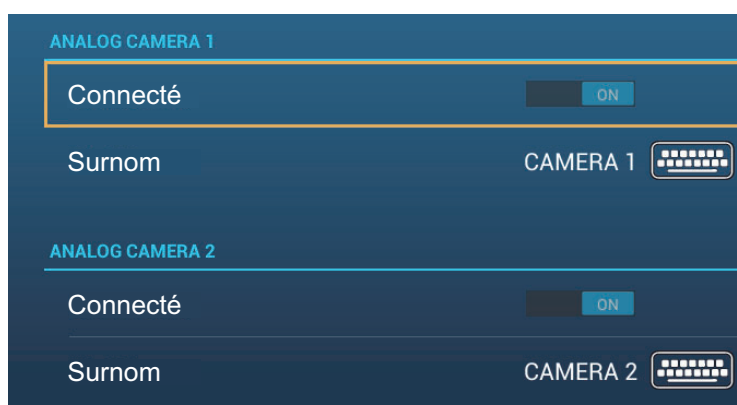 ANALOG CAMERA 1
Connecté ON
Surnom CAMERA 1
ANALOG CAMERA 2
Connecté ON
Surnom CAMERA 2